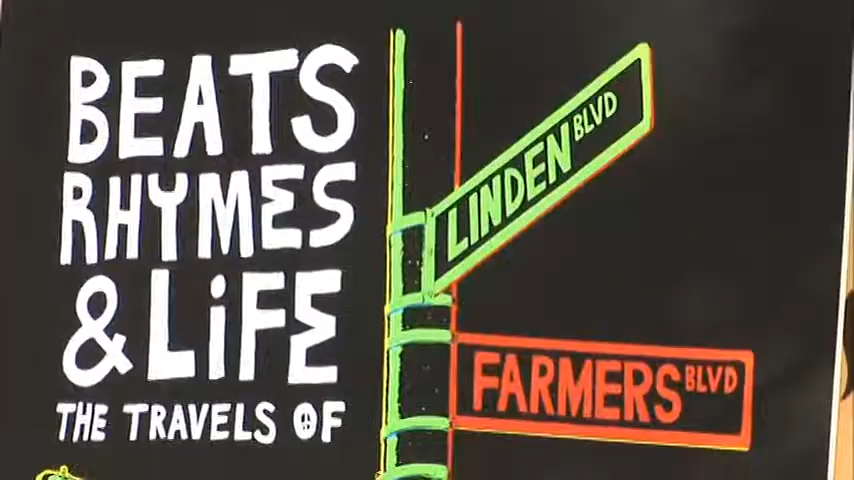 BEATS
RHYMES
& LiFE
THE TRAVELS OF
LINDEN BLVD
FARMERS BLVD